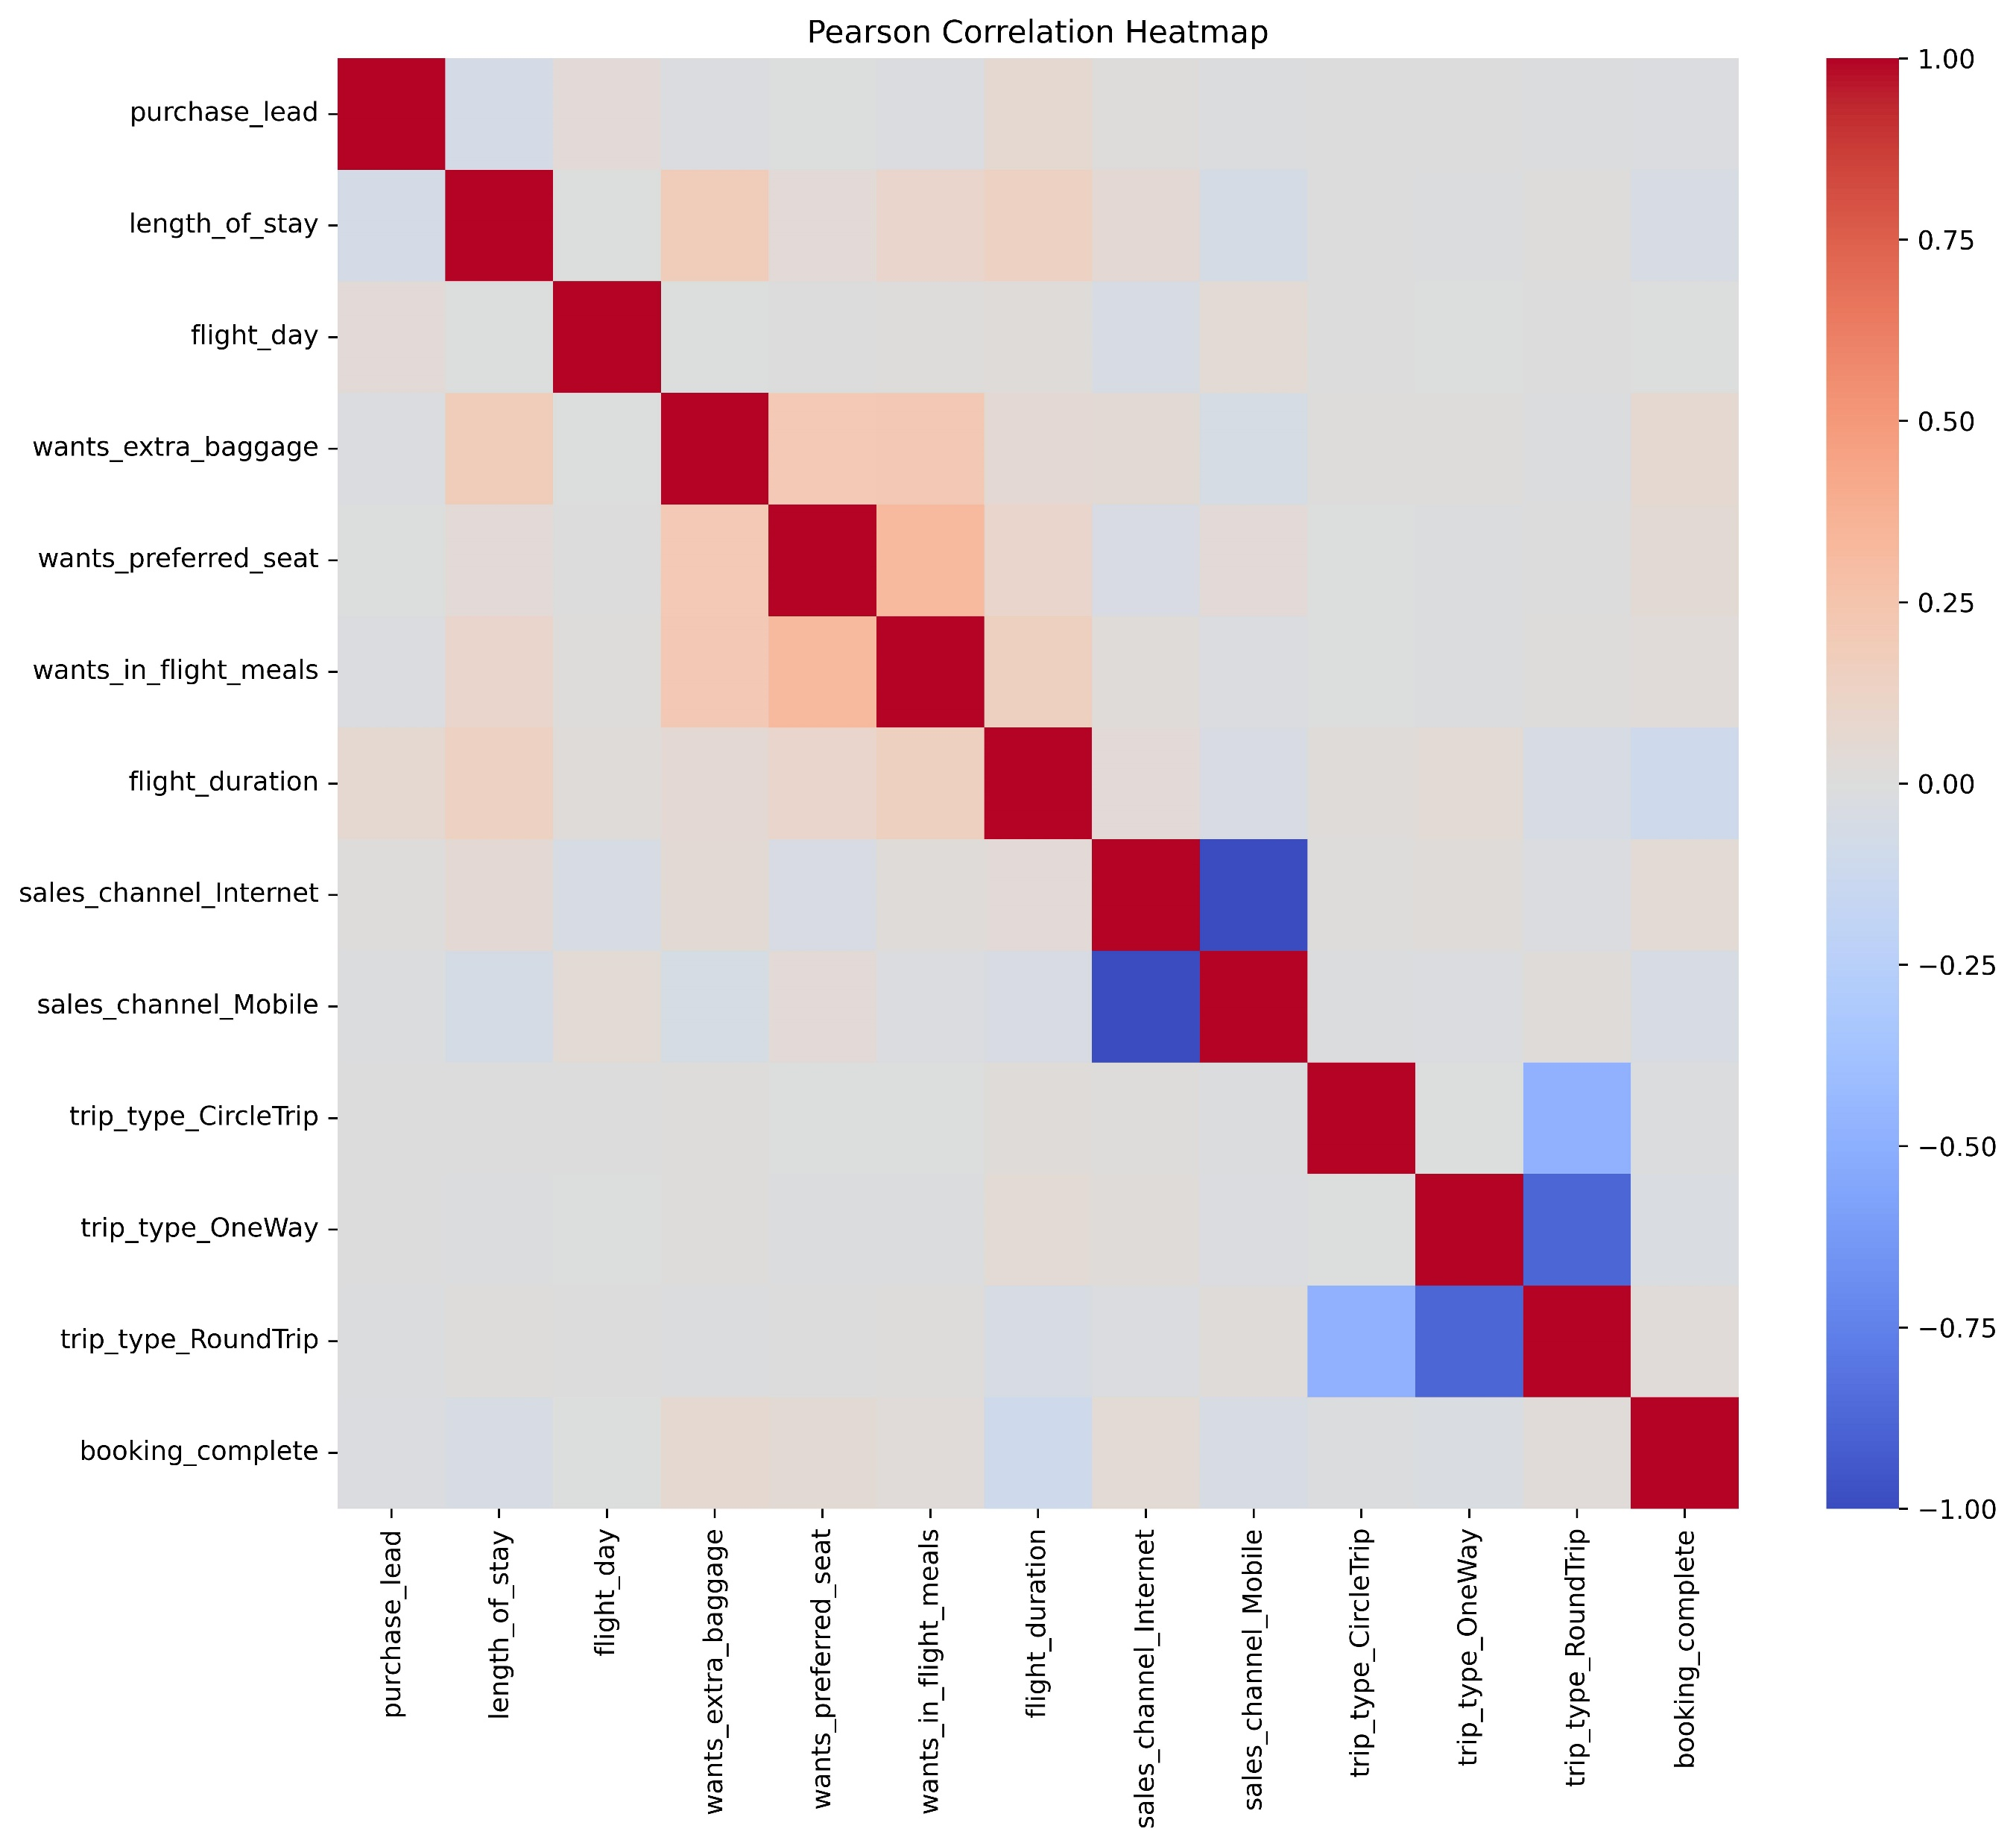 Pearson Correlation Heatmap
purchase_lead
length_of_stay
flight_day
wants_extra_baggage
wants_preferred_seat
wants_in_flight_meals
flight_duration
sales_channel_Internet
sales_channel_Mobile
trip_type_CircleTrip
trip_type_OneWay
trip_type_RoundTrip
booking_complete
purchase_lead
length_of_stay
flight_day
wants_extra_baggage
wants_preferred_seat
wants_in_flight_meals
flight_duration
sales_channel_Internet
sales_channel_Mobile
trip_type_CircleTrip
trip_type_OneWay
trip_type_RoundTrip
booking_complete
1.00
0.75
0.50
0.25
0.00
−0.25
−0.50
−0.75
−1.00